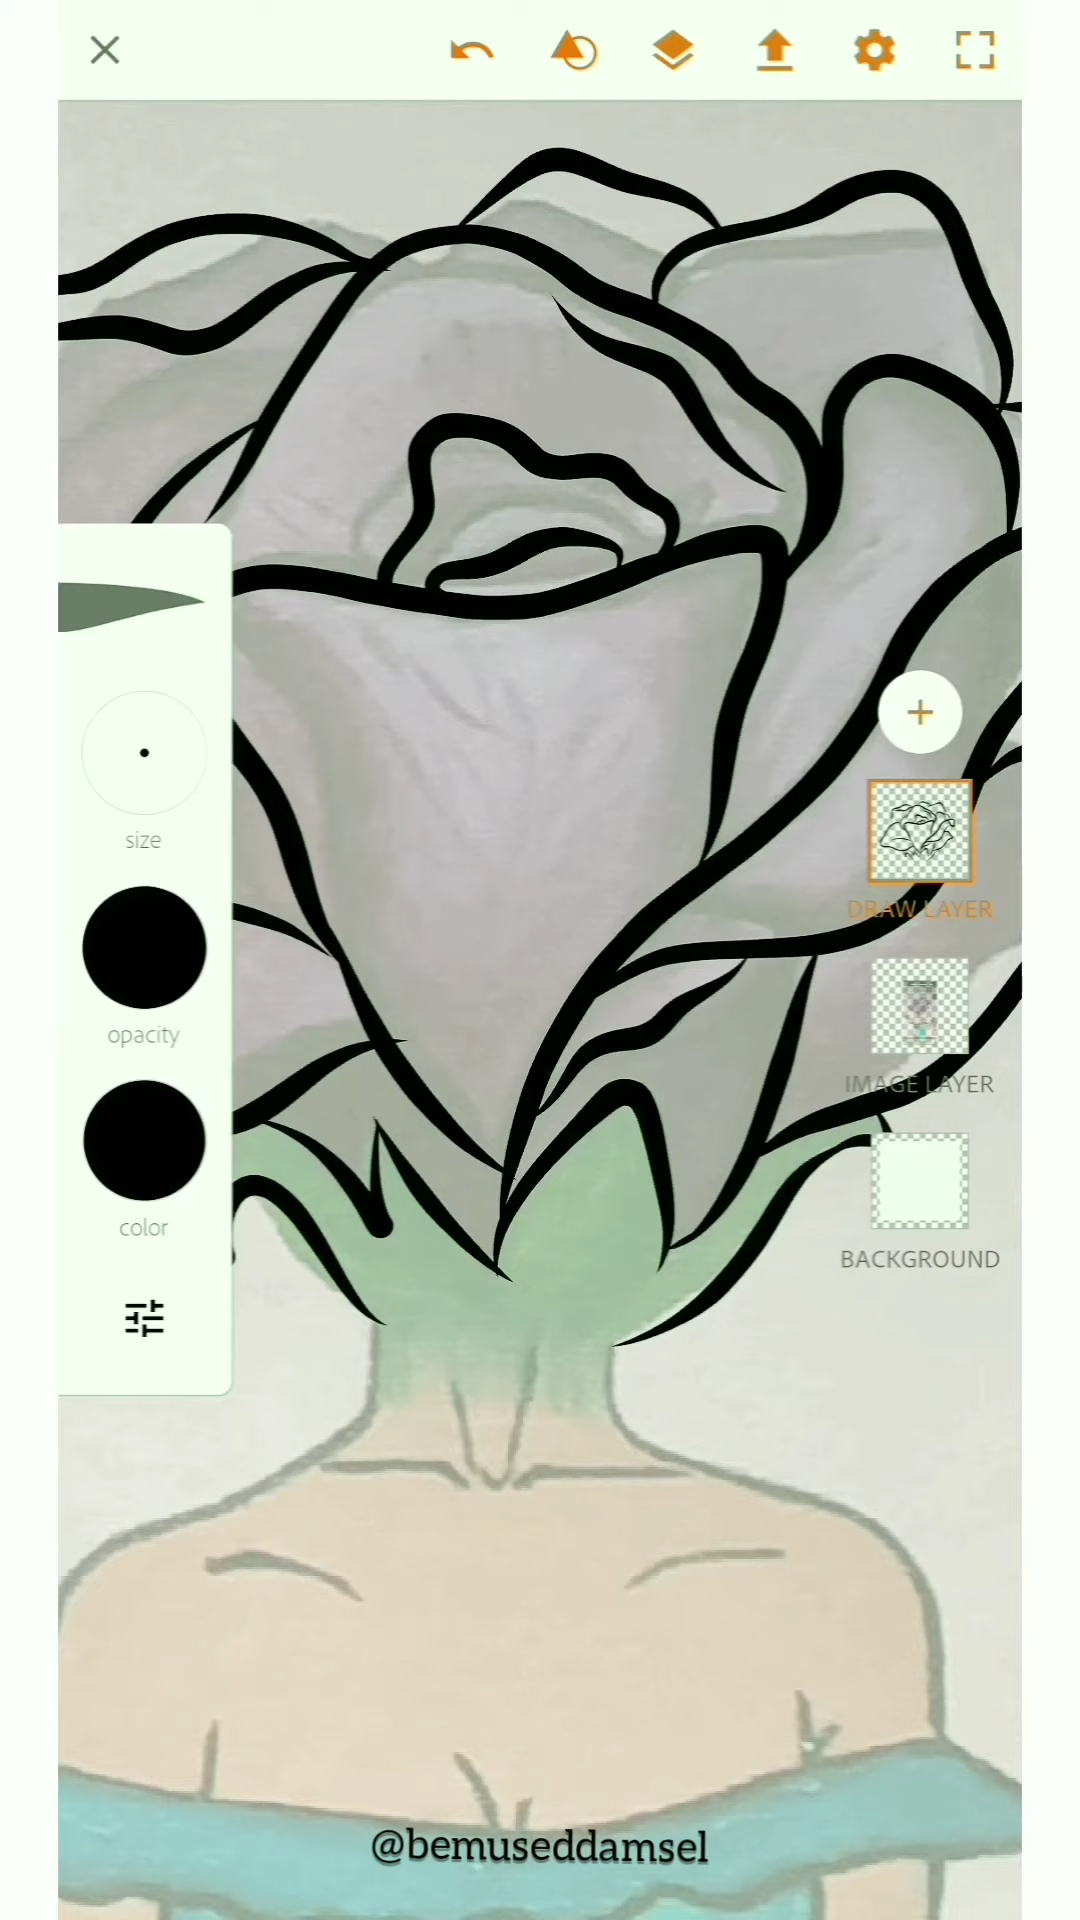 size
opacity
color
DRAW LAYER
IMAGE LAYER
BACKGROUND
@bemuseddamsel